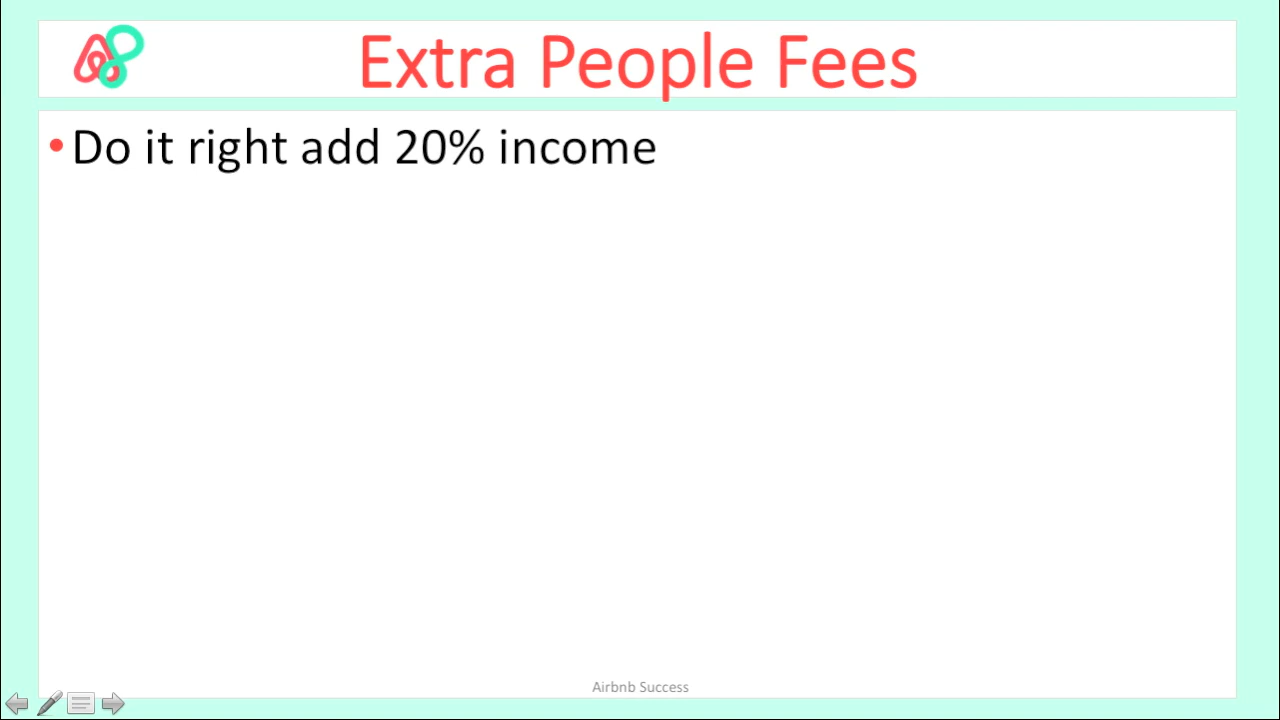 Extra People Fees
• Do it right add 20% income
Airbnb Success